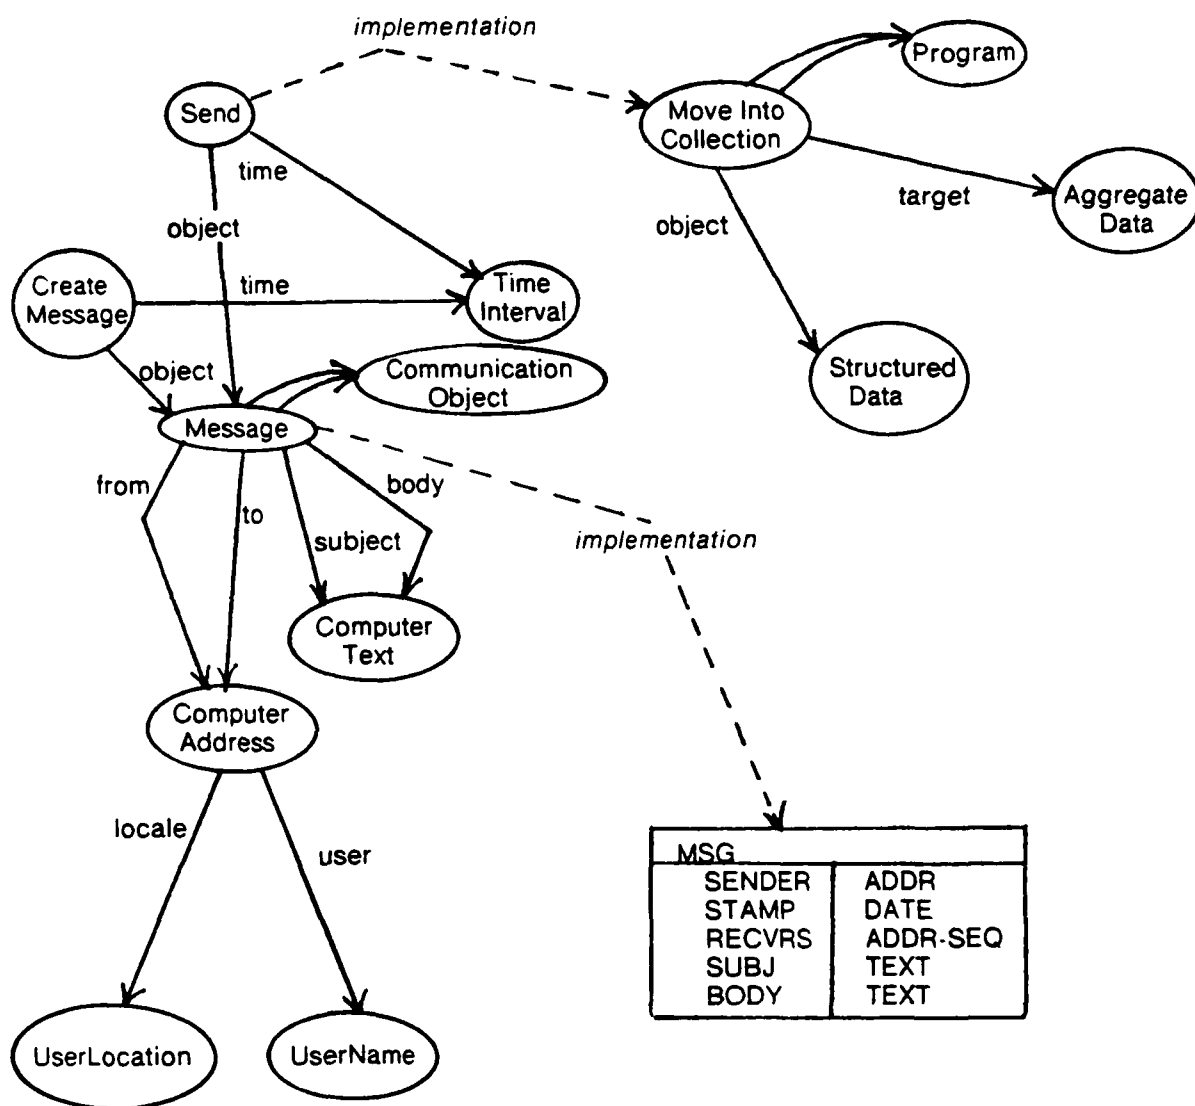 implementation
Program
Send
Move Into
Collection
time
target
Aggregate
Data
object
object
Create
Message
time
Time
Interval
object
Communication
Object
Structured
Data
Message
from
body
to
subject
implementation
Computer
Text
Computer
Address
locale
user
MSG
SENDER ADDR
STAMP DATE
RECVRS ADDR-SEQ
SUBJ TEXT
BODY TEXT
UserLocation
UserName